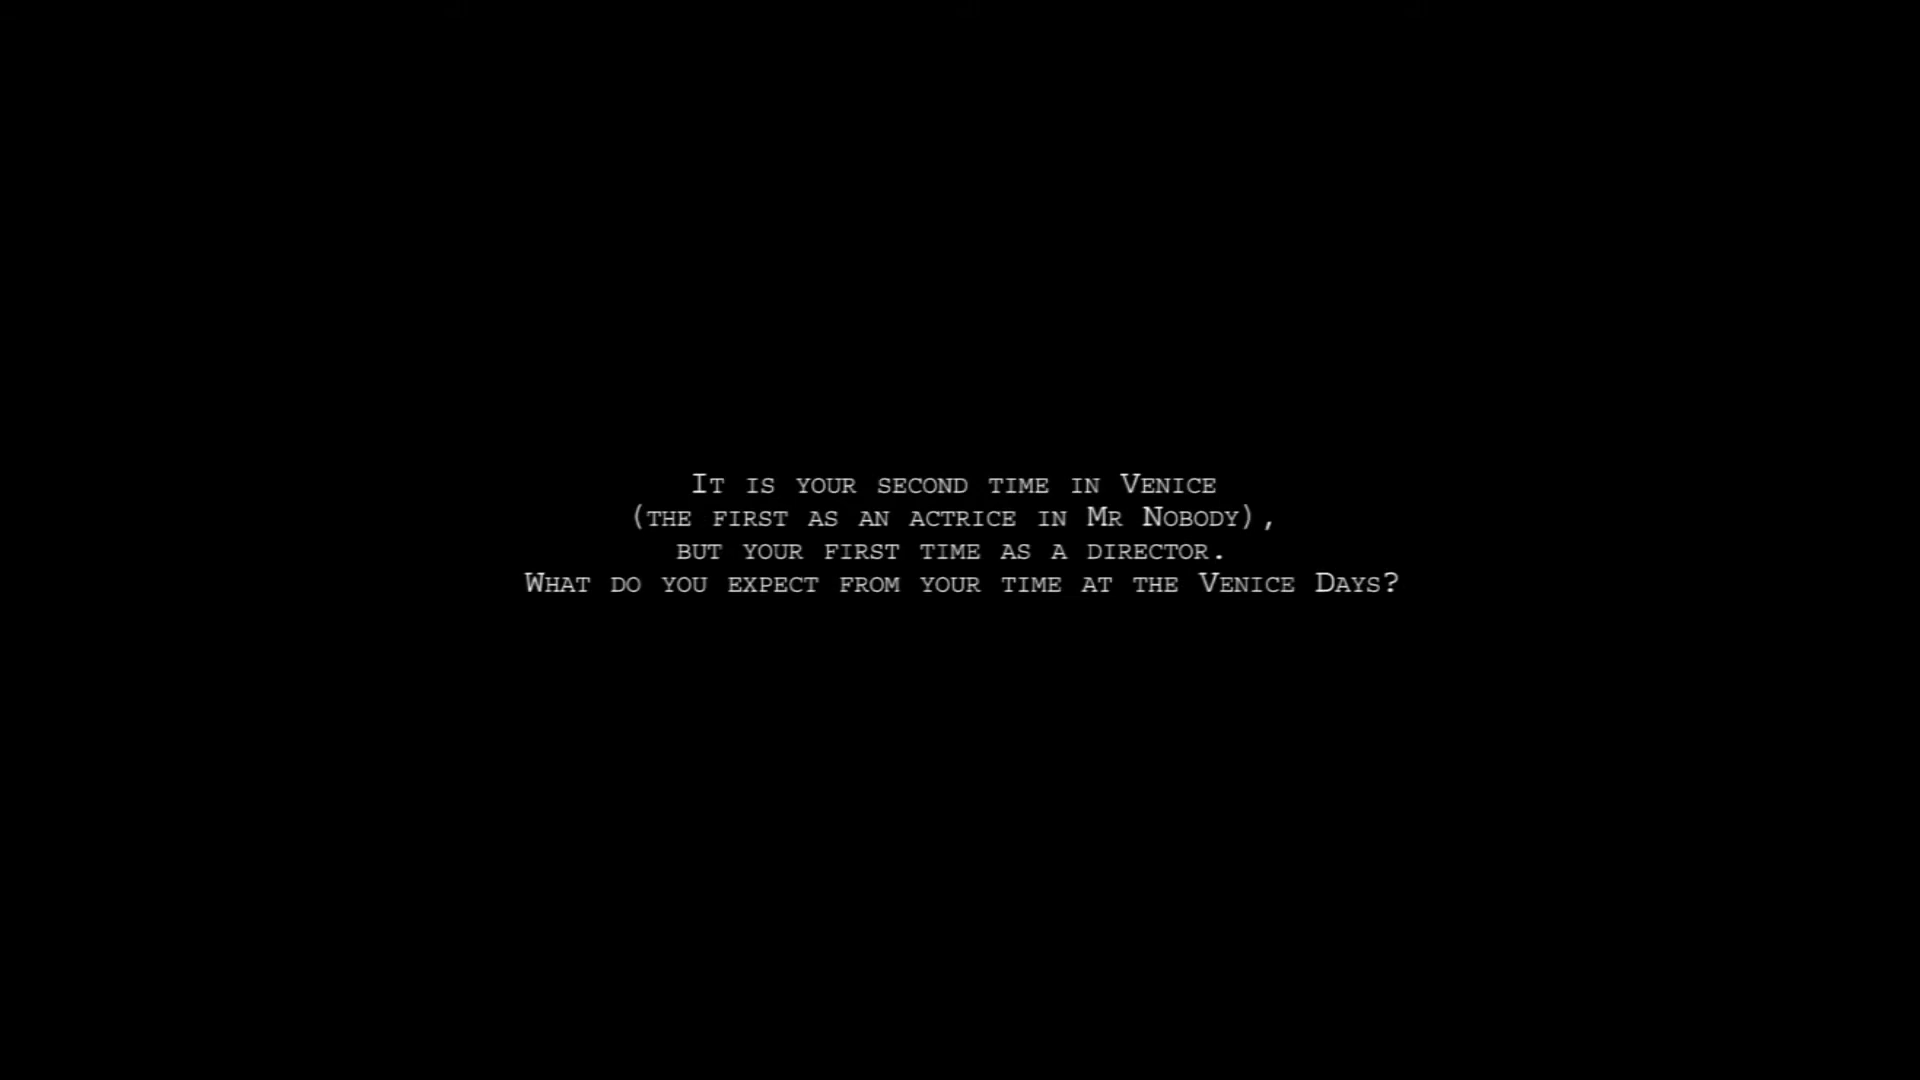 It is your second time in Venice
(the first as an actrice in Mr Nobody),
but your first time as a director.
What do you expect from your time at the Venice Days?